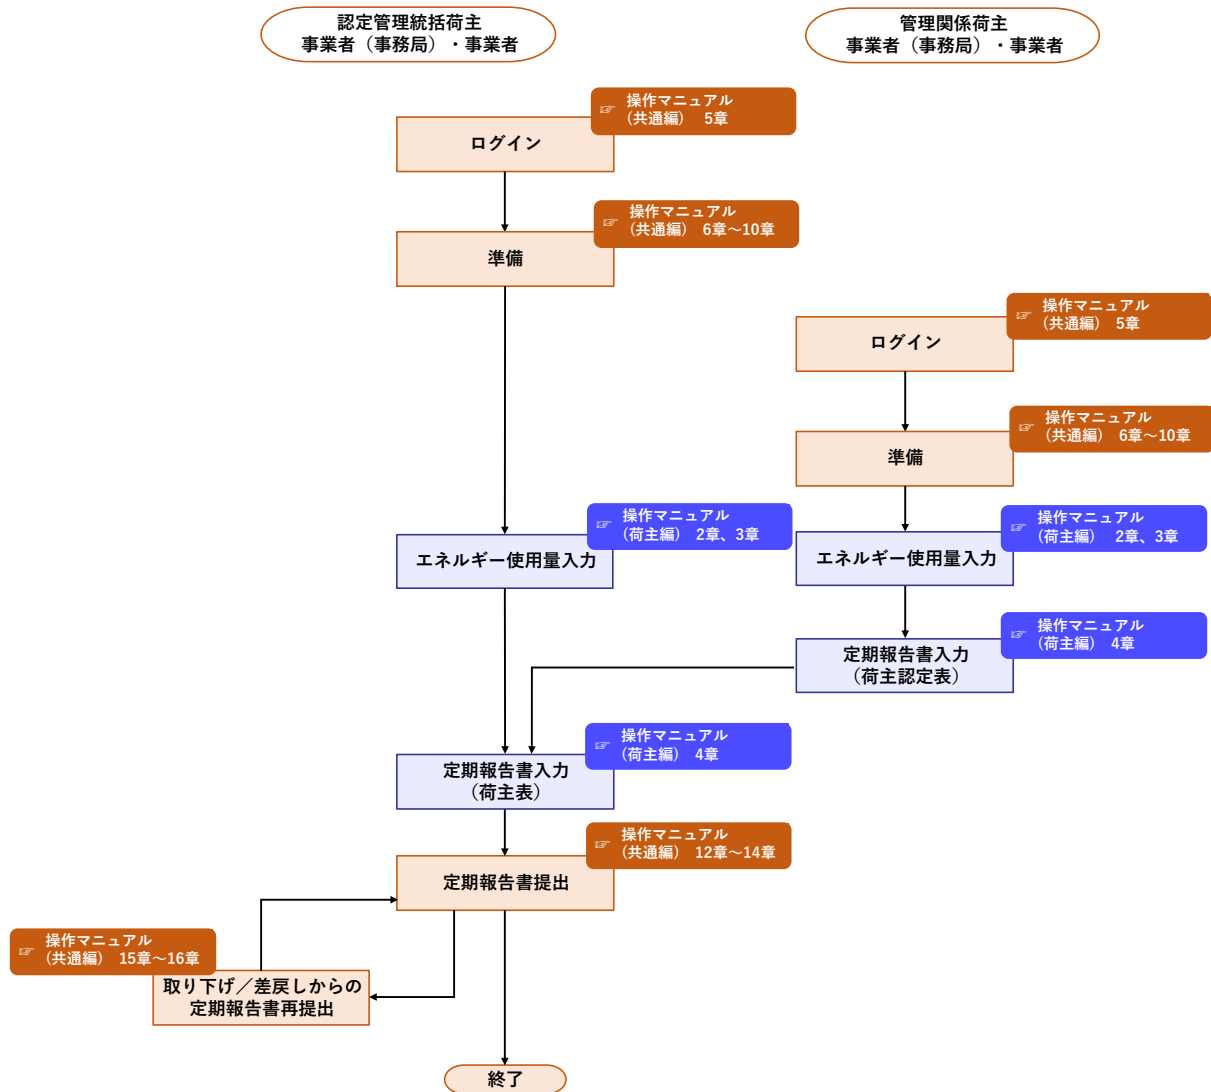 認定管理統括荷主
事業者（事務局）・事業者
管理関係荷主
事業者（事務局）・事業者
☞ 操作マニュアル
(共通編) 5章
ログイン
☞ 操作マニュアル
(共通編) 6章～10章
準備
☞ 操作マニュアル
(共通編) 5章
ログイン
☞ 操作マニュアル
(共通編) 6章～10章
準備
☞ 操作マニュアル
(荷主編) 2章、3章
エネルギー使用量入力
☞ 操作マニュアル
(荷主編) 2章、3章
エネルギー使用量入力
☞ 操作マニュアル
(荷主編) 4章
定期報告書入力
（荷主認定表）
☞ 操作マニュアル
(荷主編) 4章
定期報告書入力
（荷主表）
☞ 操作マニュアル
(共通編) 12章～14章
定期報告書提出
☞ 操作マニュアル
(共通編) 15章～16章
取り下げ／差戻しからの
定期報告書再提出
終了